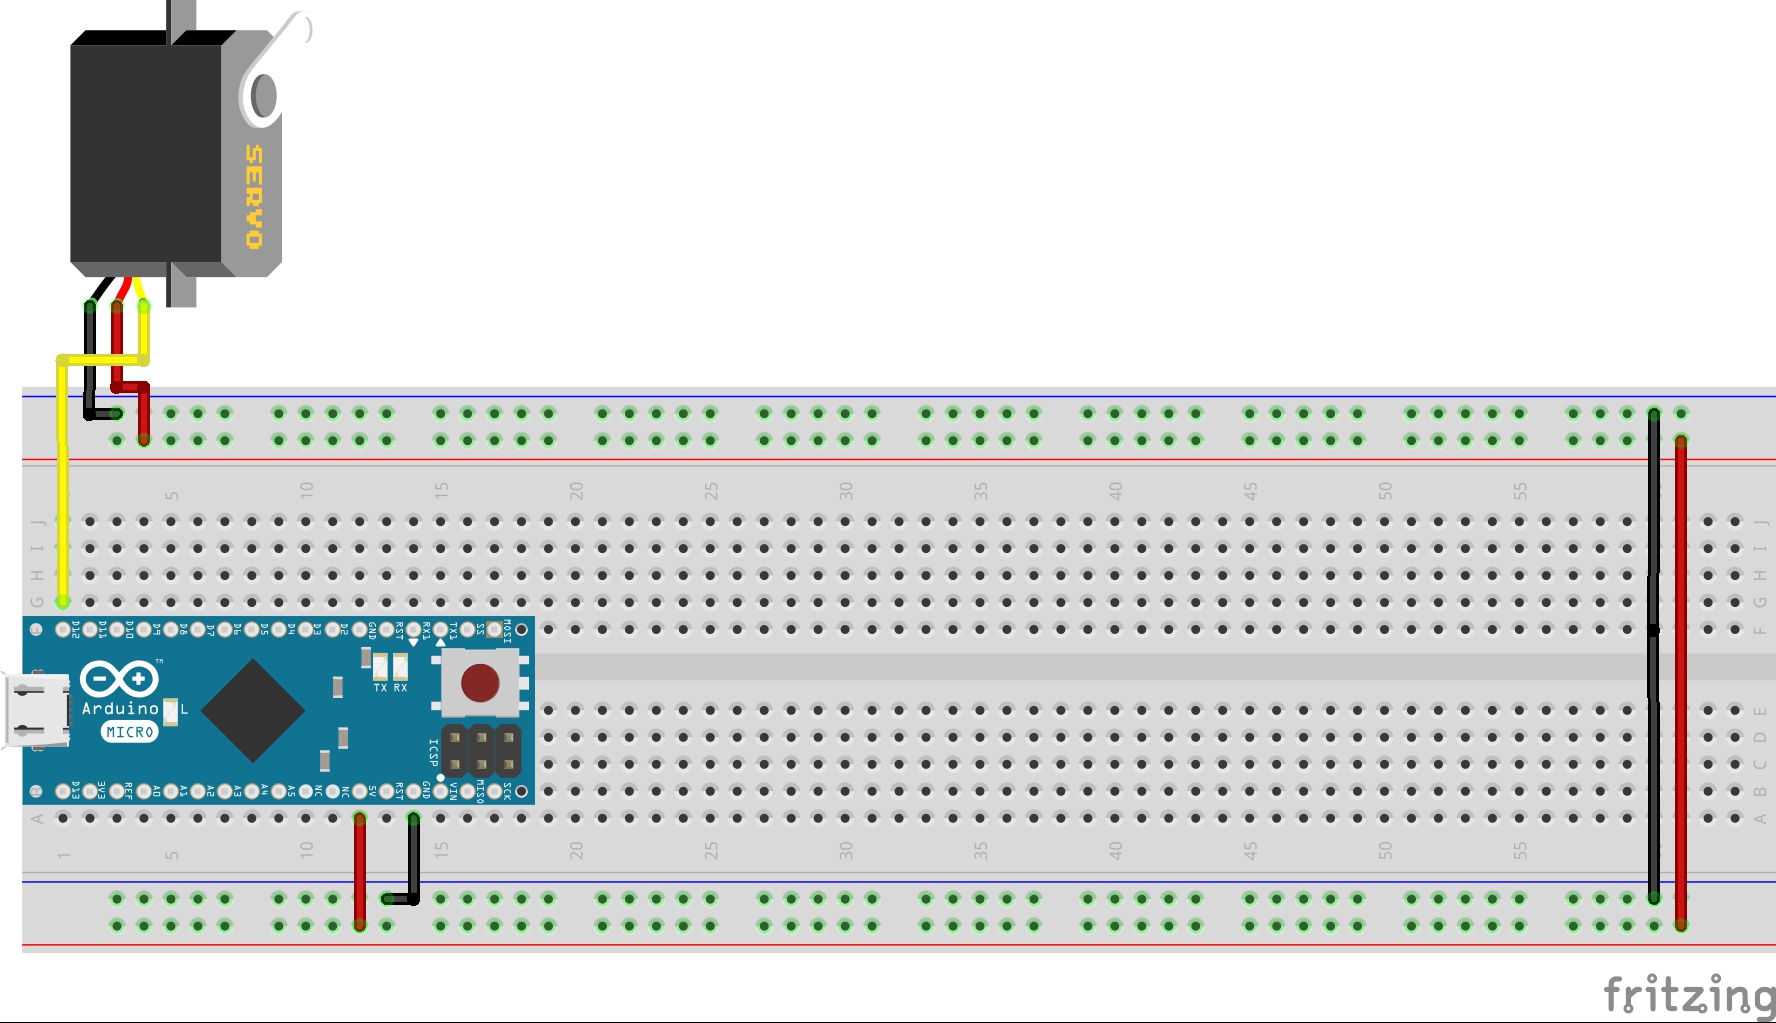 SERVO
5 10 15 20 25 30 35 40 45 50 55
J J
I I
H H
G G
F
D12 D11 D10 D9 D8 D7 D6 D5 D4 D3 D2 GND RST RX1 TX1 SS MOSI
TM
TX RX
Arduino L
MICRO
ICSP
E
D
C
B
D13 3V3 REF A0 A1 A2 A3 A4 A5 NC NC 5V RST GND VIN MISO SCK
A A
1 5 10 15 20 25 30 35 40 45 50 55
fritzing